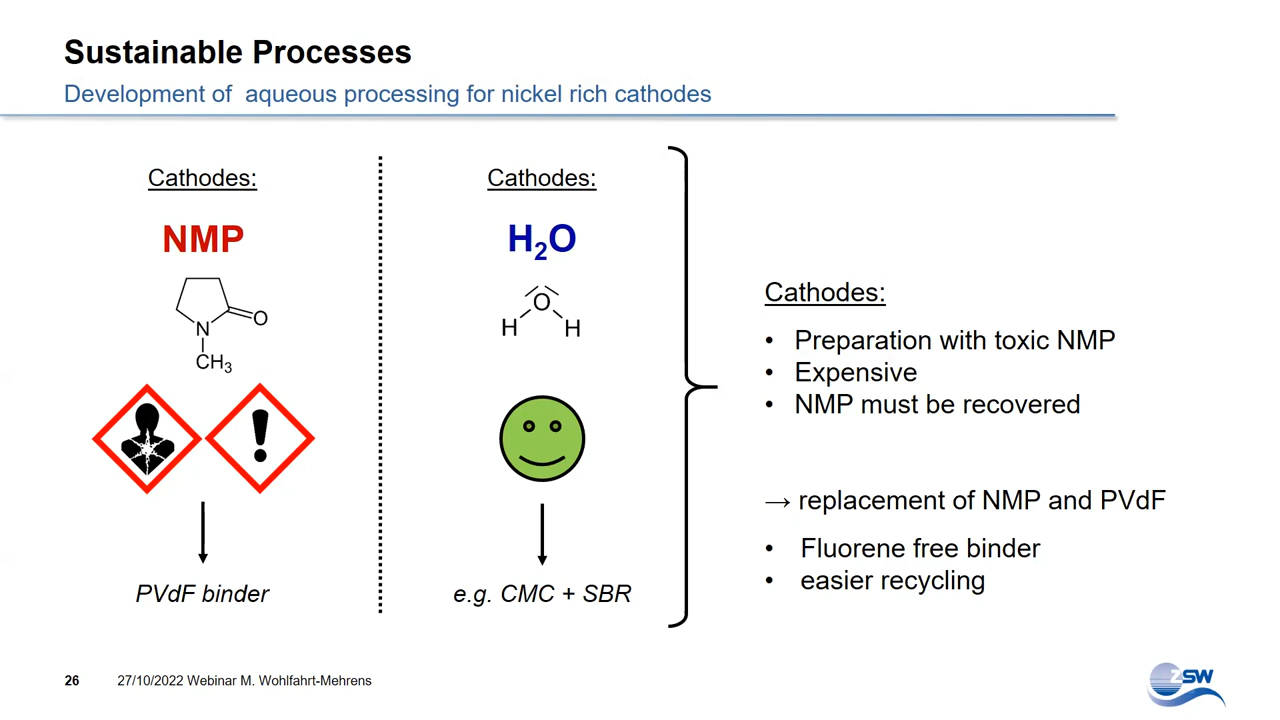 Sustainable Processes
Development of  aqueous processing for nickel rich cathodes
Cathodes:
NMP
N
O
CH3
PVdF binder
Cathodes:
H2O
O
H H
e.g. CMC + SBR
Cathodes:
• Preparation with toxic NMP
• Expensive
• NMP must be recovered
→ replacement of NMP and PVdF
• Fluorene free binder
• easier recycling
26 27/10/2022 Webinar M. Wohlfahrt-Mehrens
ZSW